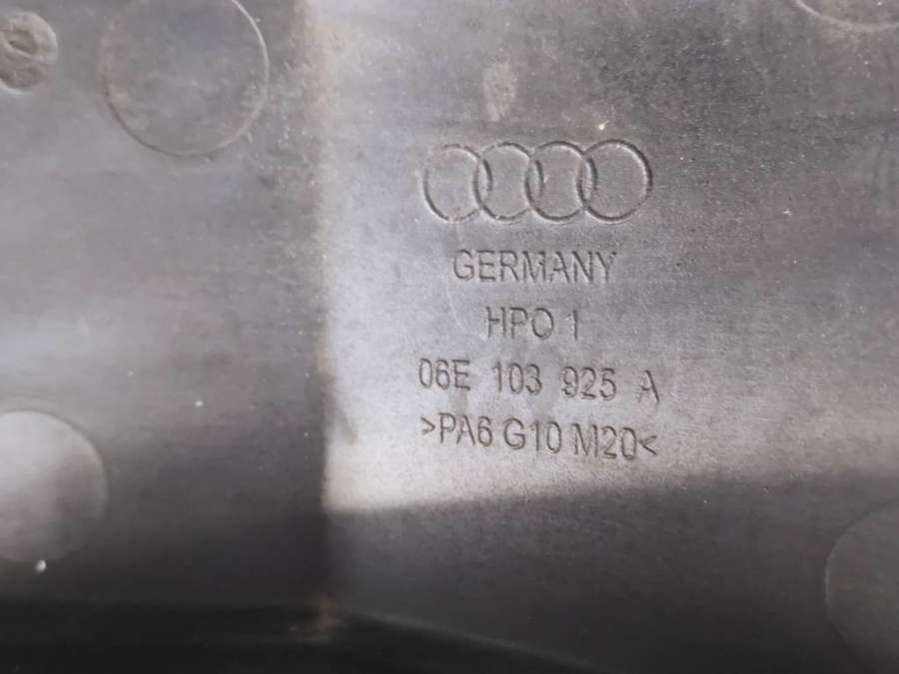 GERMANY
HPO 1
06E 103 925 A
>PA6 G10 M20<